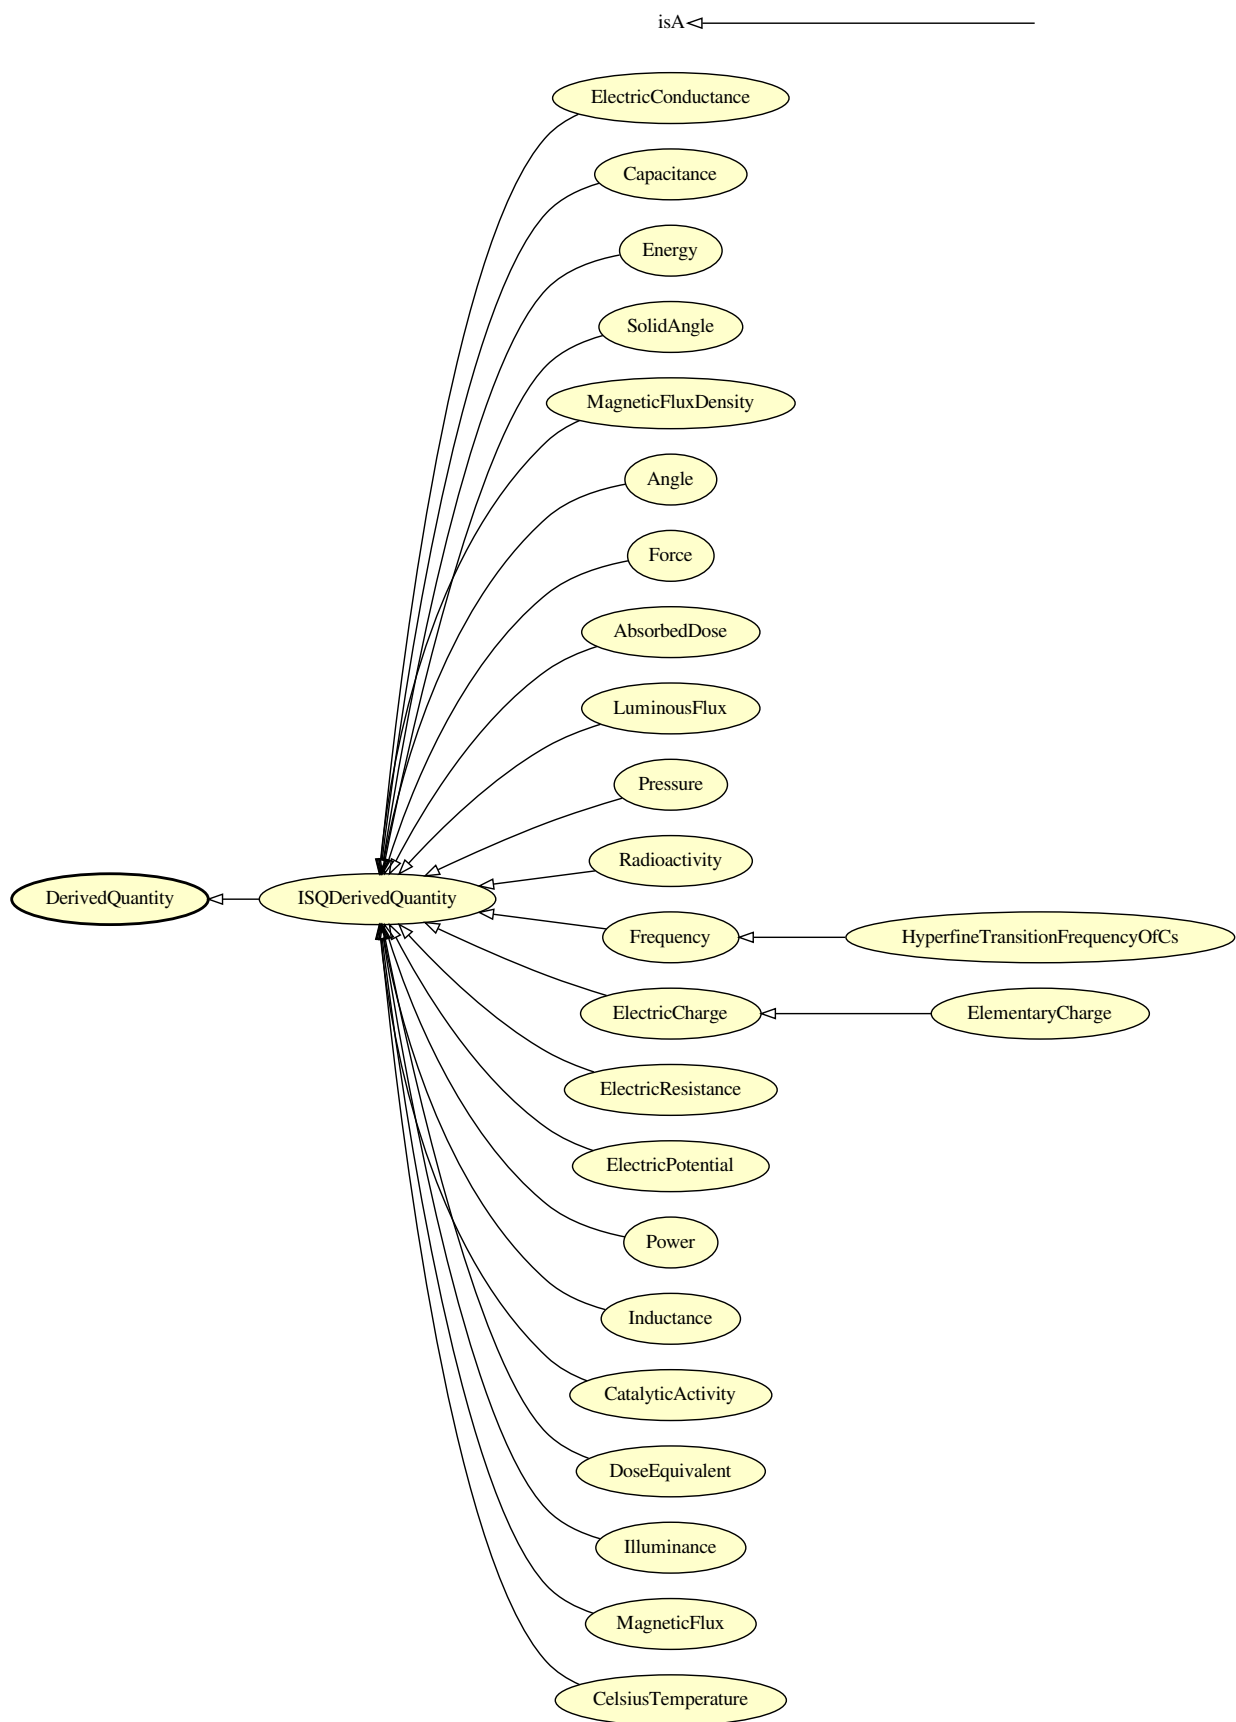 isA
ElectricConductance
Capacitance
Energy
SolidAngle
MagneticFluxDensity
Angle
Force
AbsorbedDose
LuminousFlux
Pressure
Radioactivity
DerivedQuantity
ISQDerivedQuantity
Frequency
HyperfineTransitionFrequencyOfCs
ElectricCharge
ElementaryCharge
ElectricResistance
ElectricPotential
Power
Inductance
CatalyticActivity
DoseEquivalent
Illuminance
MagneticFlux
CelsiusTemperature